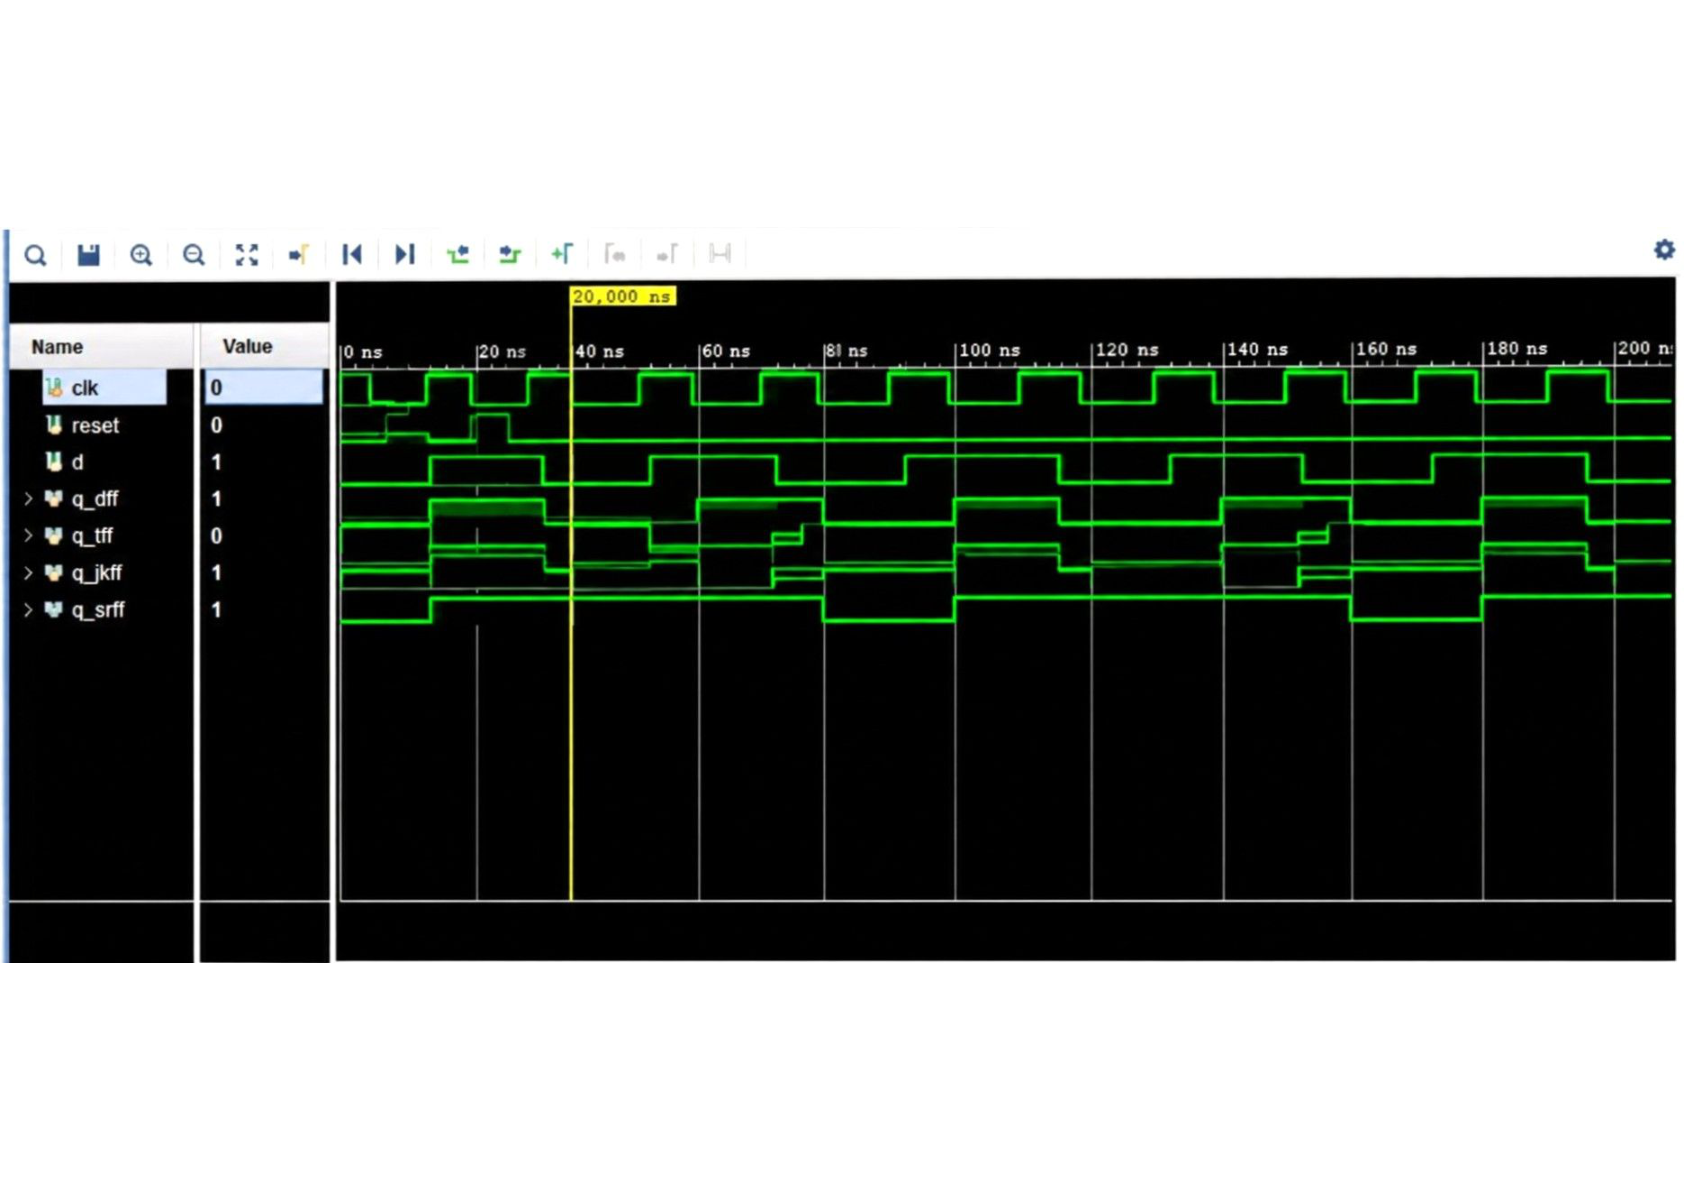 20,000 ns
Name Value
0 ns 20 ns 40 ns 60 ns ns 100 ns 120 ns 140 ns 160 ns 180 ns 200 n
clk 0
reset 0
d 1
q_dff 1
q_tff 0
q_jkff 1
q_srff 1